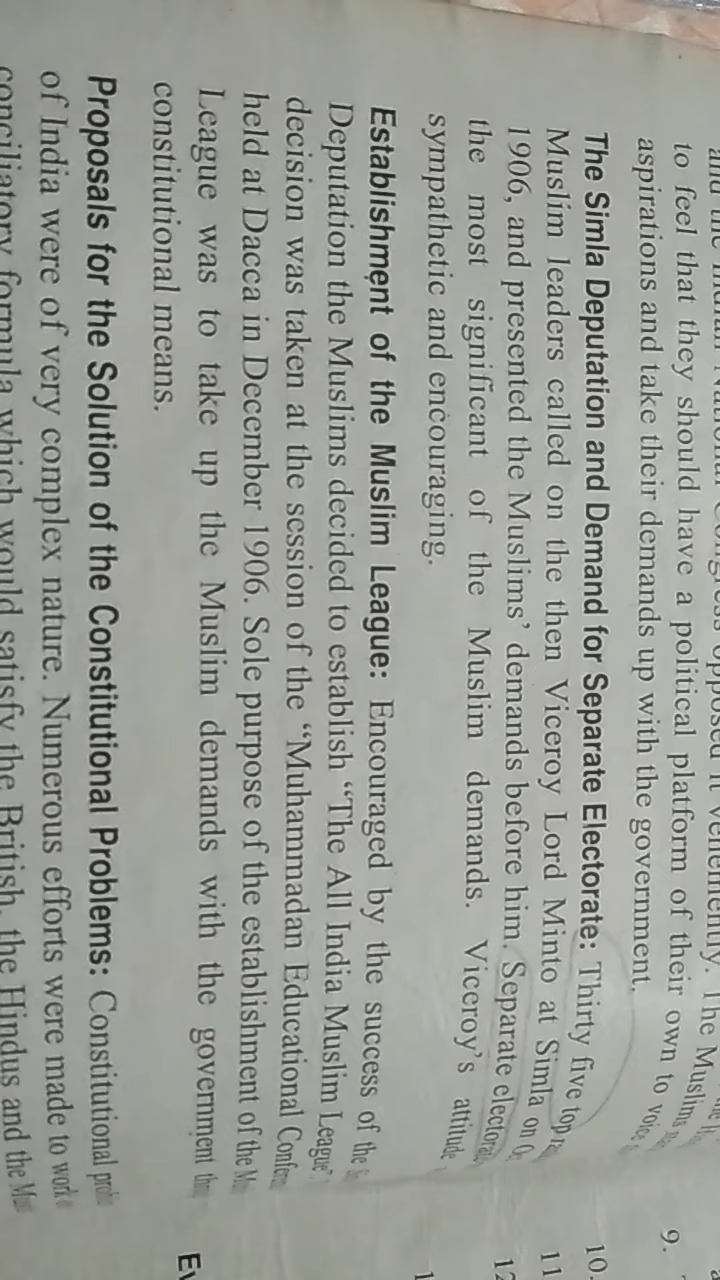 to feel that they should have a political platform of their own to voice
aspirations and take their demands up with the government.
The Simla Deputation and Demand for Separate Electorate: Thirty five top
Muslim leaders called on the then Viceroy Lord Minto at Simla on
1906, and presented the Muslims' demands before him. Separate
the most significant of the Muslim demands. Viceroy's attitude
sympathetic and encouraging.
Establishment of the Muslim League: Encouraged by the success of the
Deputation the Muslims decided to establish "The All India Muslim League"
decision was taken at the session of the "Muhammadan Educational
held at Dacca in December 1906. Sole purpose of the establishment of the
League was to take up the Muslim demands with the government
constitutional means.
Proposals for the Solution of the Constitutional Problems: Constitutional
of India were of very complex nature. Numerous efforts were made to work
conciliatory formula which would satisfy the British, the Hindus and the
9.
10.
11
12